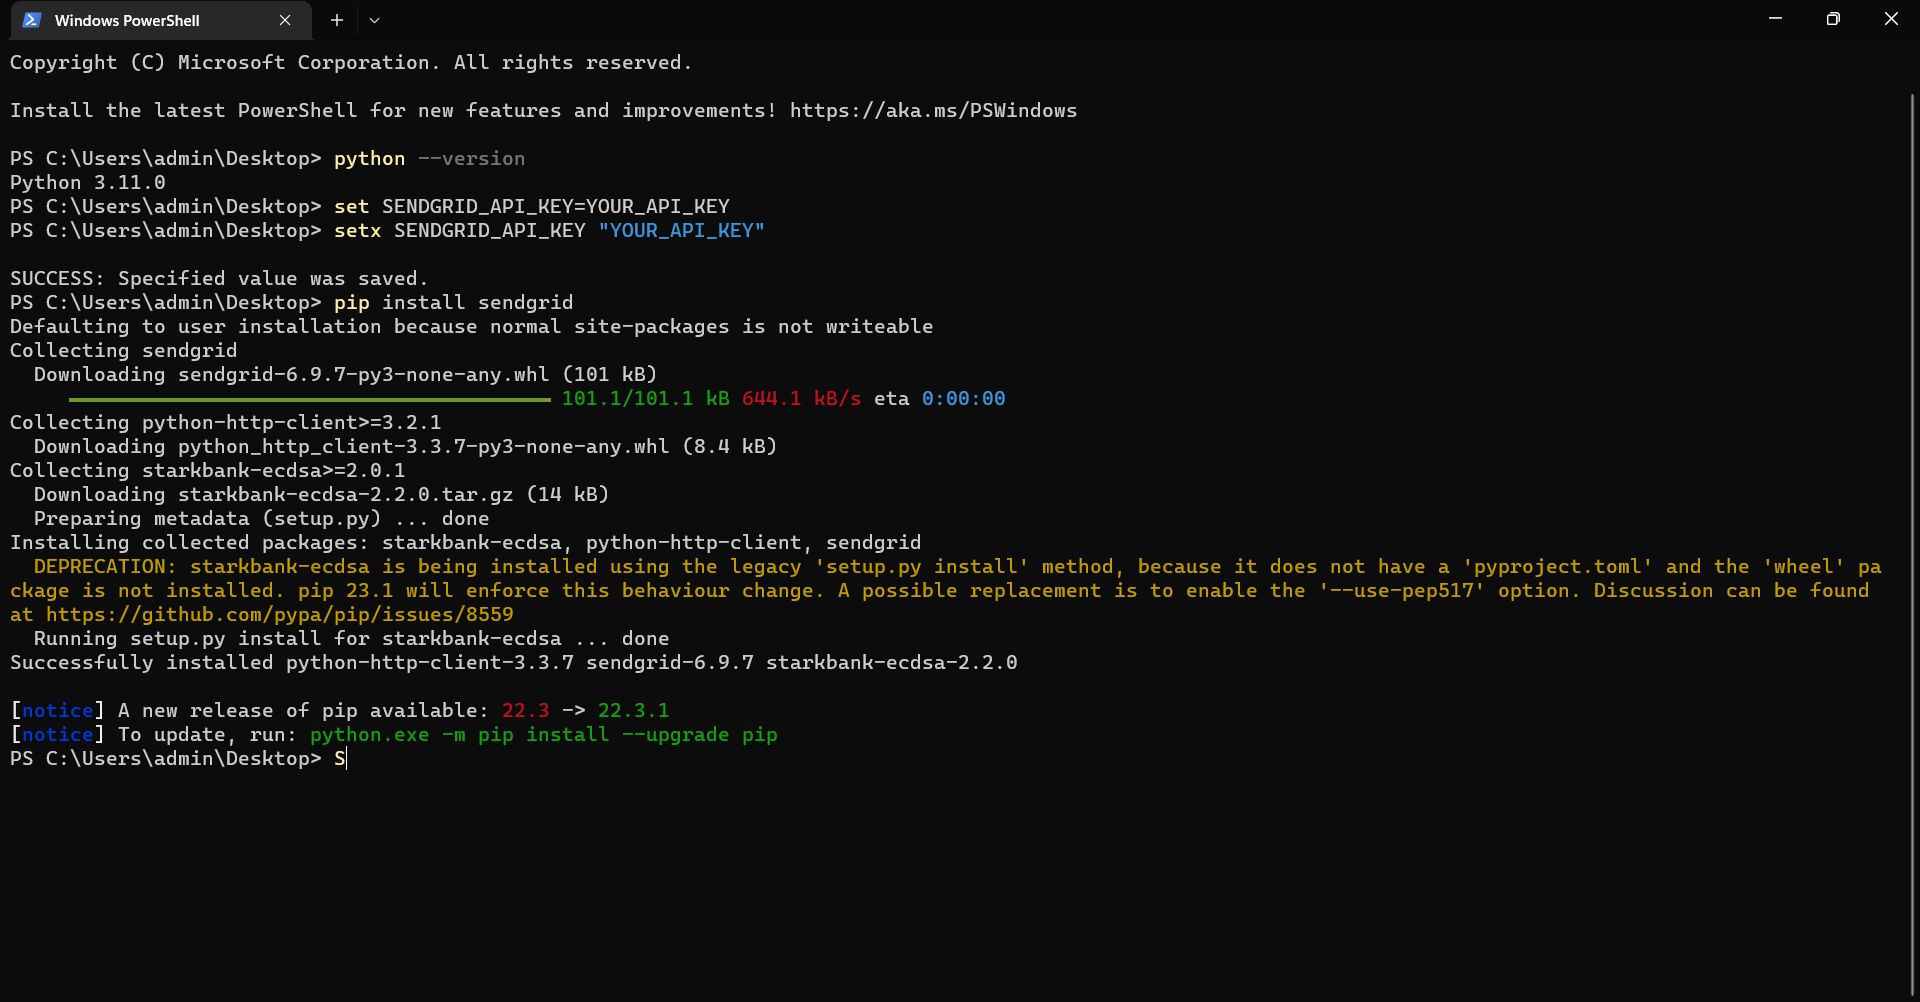 Windows PowerShell
Copyright (C) Microsoft Corporation. All rights reserved.
Install the latest PowerShell for new features and improvements! https://aka.ms/PSWindows
PS C:\Users\admin\Desktop> python --version
Python 3.11.0
PS C:\Users\admin\Desktop> set SENDGRID_API_KEY=YOUR_API_KEY
PS C:\Users\admin\Desktop> setx SENDGRID_API_KEY "YOUR_API_KEY"
SUCCESS: Specified value was saved.
PS C:\Users\admin\Desktop> pip install sendgrid
Defaulting to user installation because normal site-packages is not writeable
Collecting sendgrid
  Downloading sendgrid-6.9.7-py3-none-any.whl (101 kB)
101.1/101.1 kB 644.1 kB/s eta 0:00:00
Collecting python-http-client>=3.2.1
  Downloading python_http_client-3.3.7-py3-none-any.whl (8.4 kB)
Collecting starkbank-ecdsa>=2.0.1
  Downloading starkbank-ecdsa-2.2.0.tar.gz (14 kB)
  Preparing metadata (setup.py) ... done
Installing collected packages: starkbank-ecdsa, python-http-client, sendgrid
  DEPRECATION: starkbank-ecdsa is being installed using the legacy 'setup.py install' method, because it does not have a 'pyproject.toml' and the 'wheel' pa
ckage is not installed. pip 23.1 will enforce this behaviour change. A possible replacement is to enable the '--use-pep517' option. Discussion can be found
at https://github.com/pypa/pip/issues/8559
  Running setup.py install for starkbank-ecdsa ... done
Successfully installed python-http-client-3.3.7 sendgrid-6.9.7 starkbank-ecdsa-2.2.0
[notice] A new release of pip available: 22.3 -> 22.3.1
[notice] To update, run: python.exe -m pip install --upgrade pip
PS C:\Users\admin\Desktop> S